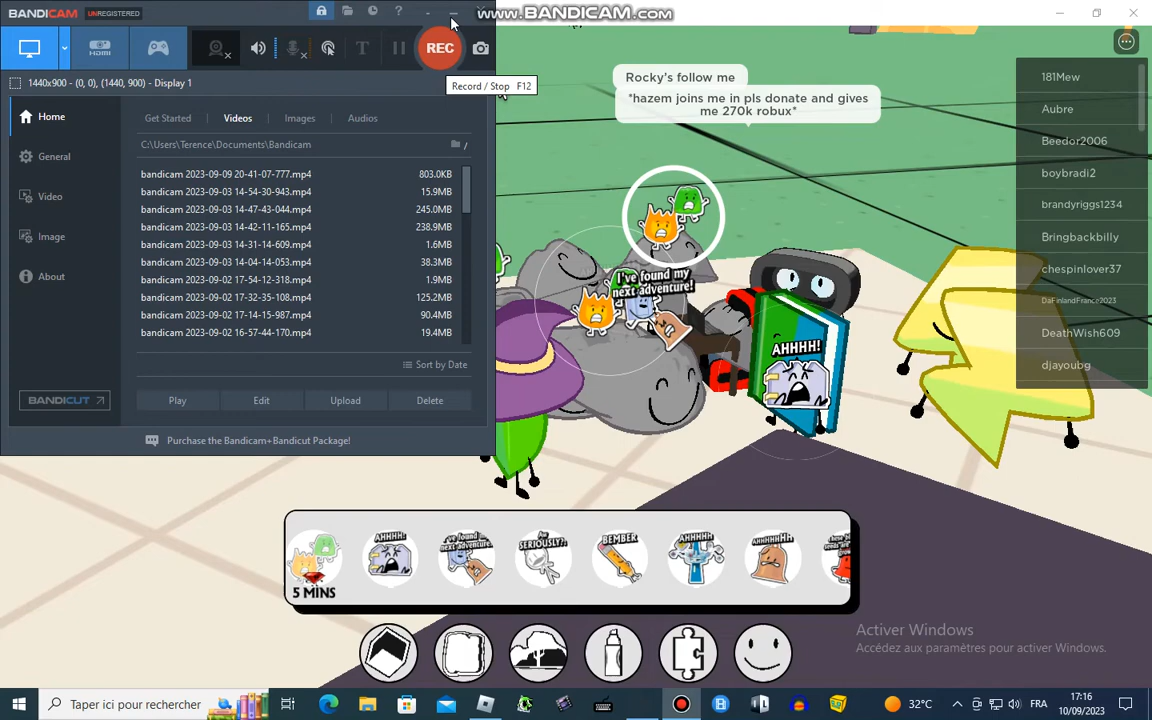 BANDICAM UNREGISTERED
www.BANDICAM.com
HDMI
REC
T
1440x900 - (0, 0), (1440, 900) - Display 1
Record / Stop F12
Home
General
Video
Image
About
BANDICUT
Get Started Videos Images Audios
C:\Users\Terence\Documents\Bandicam
bandicam 2023-09-09 20-41-07-777.mp4 803.0KB
bandicam 2023-09-03 14-54-30-943.mp4 15.9MB
bandicam 2023-09-03 14-47-43-044.mp4 245.0MB
bandicam 2023-09-03 14-42-11-165.mp4 238.9MB
bandicam 2023-09-03 14-31-14-609.mp4 1.6MB
bandicam 2023-09-03 14-04-14-053.mp4 38.3MB
bandicam 2023-09-02 17-54-12-318.mp4 1.9MB
bandicam 2023-09-02 17-32-35-108.mp4 125.2MB
bandicam 2023-09-02 17-14-15-987.mp4 90.4MB
bandicam 2023-09-02 16-57-44-170.mp4 19.4MB
Sort by Date
Play Edit Upload Delete
Purchase the Bandicam+Bandicut Package!
Rocky's follow me
*hazem joins me in pls donate and gives
me 270k robux*
I've found my
next adventure!
AHHHH!
181Mew
Aubre
Beedor2006
boybradi2
brandyriggs1234
Bringbackbilly
chespinlover37
DaFinlandFrance2023
DeathWish609
djayoubg
5 MINS
AHHHH!
SERIOUSLY?!
BEMBER
Activer Windows
Accédez aux paramètres pour activer Windows.
Taper ici pour rechercher
32°C
FRA
17:16
10/09/2023